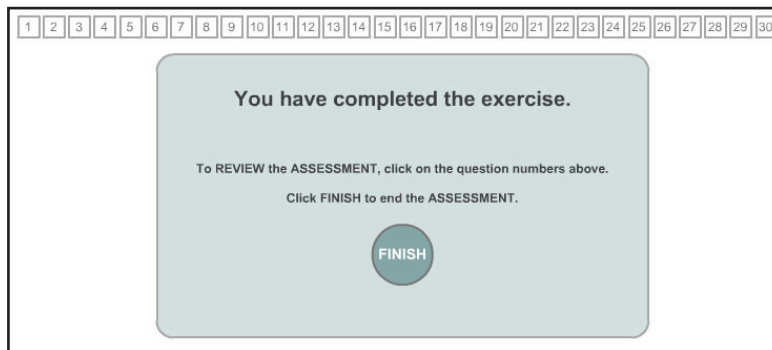 1 2 3 4 5 6 7 8 9 10 11 12 13 14 15 16 17 18 19 20 21 22 23 24 25 26 27 28 29 30
You have completed the exercise.
To REVIEW the ASSESSMENT, click on the question numbers above.
Click FINISH to end the ASSESSMENT.
FINISH